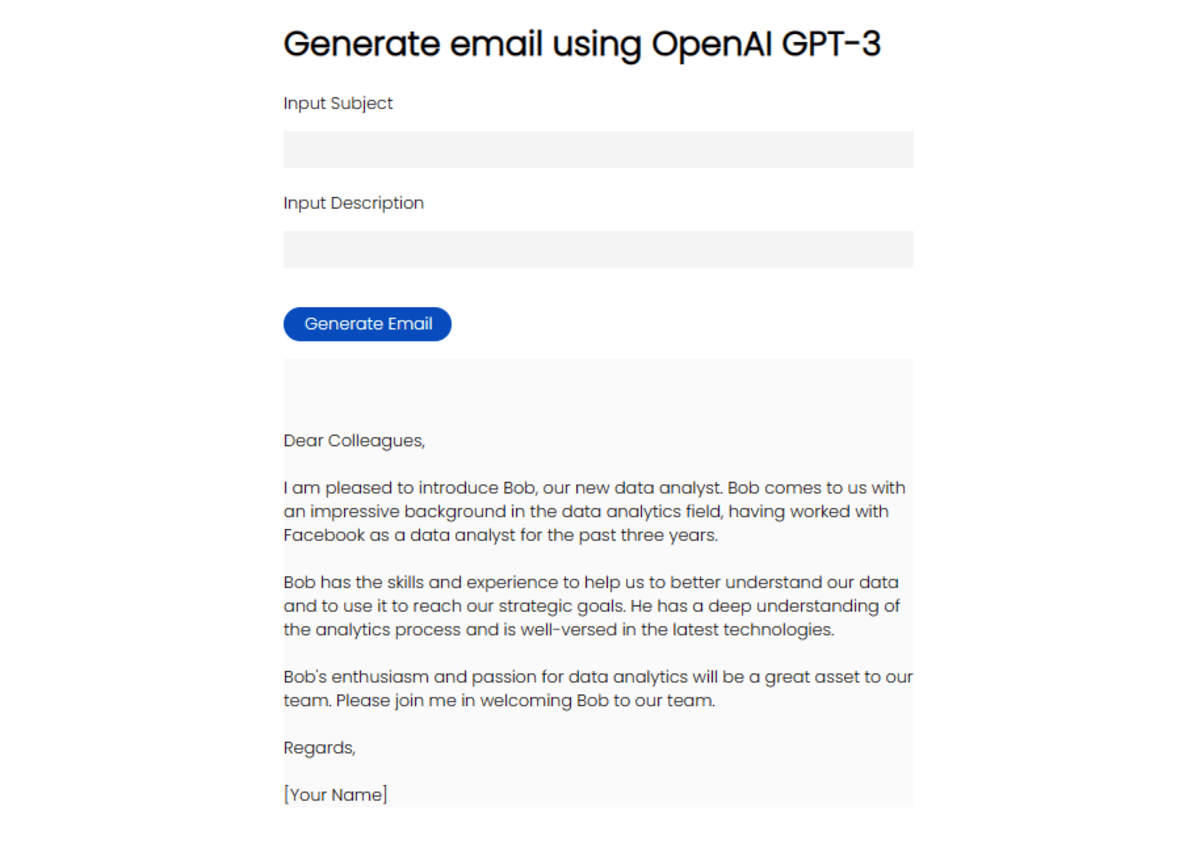 Generate email using OpenAI GPT-3
Input Subject
Input Description
Generate Email
Dear Colleagues,
I am pleased to introduce Bob, our new data analyst. Bob comes to us with
an impressive background in the data analytics field, having worked with
Facebook as a data analyst for the past three years.
Bob has the skills and experience to help us to better understand our data
and to use it to reach our strategic goals. He has a deep understanding of
the analytics process and is well-versed in the latest technologies.
Bob's enthusiasm and passion for data analytics will be a great asset to our
team. Please join me in welcoming Bob to our team.
Regards,
[Your Name]